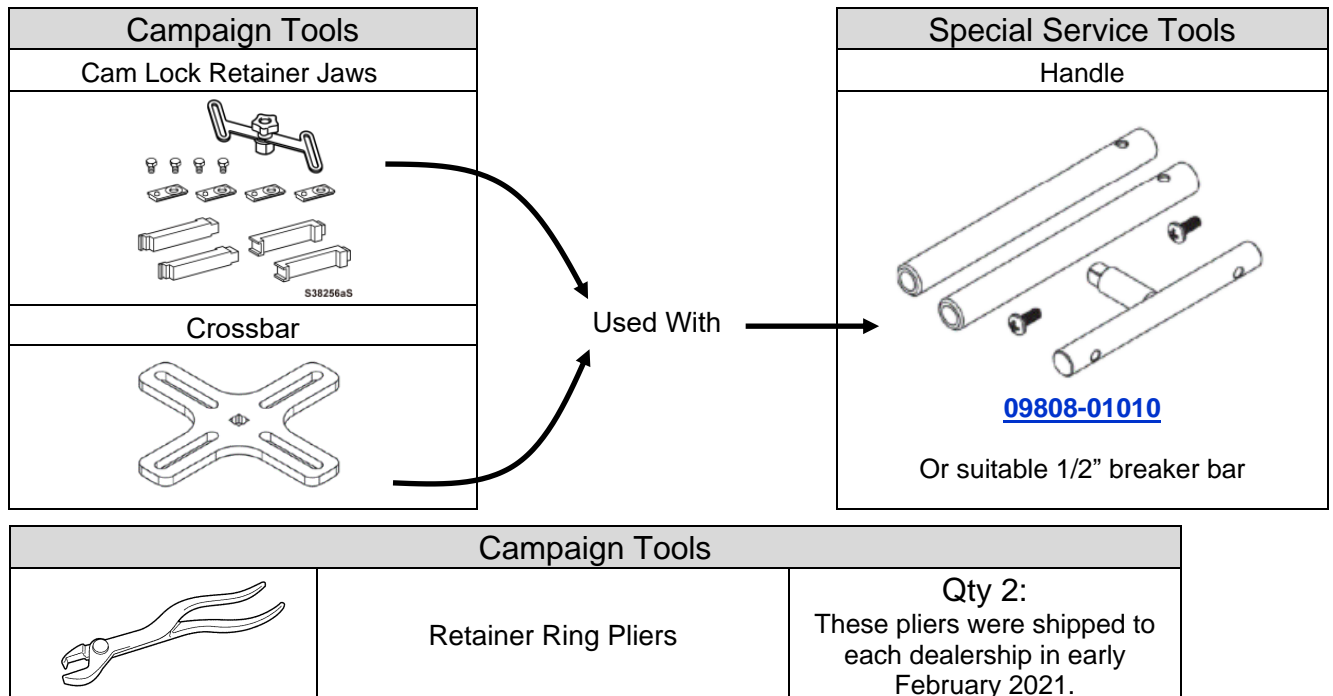 Campaign Tools
Cam Lock Retainer Jaws
S38256aS
Crossbar
Used With
Special Service Tools
Handle
09808-01010
Or suitable 1/2” breaker bar
Campaign Tools
Retainer Ring Pliers
Qty 2:
These pliers were shipped to
each dealership in early
February 2021.